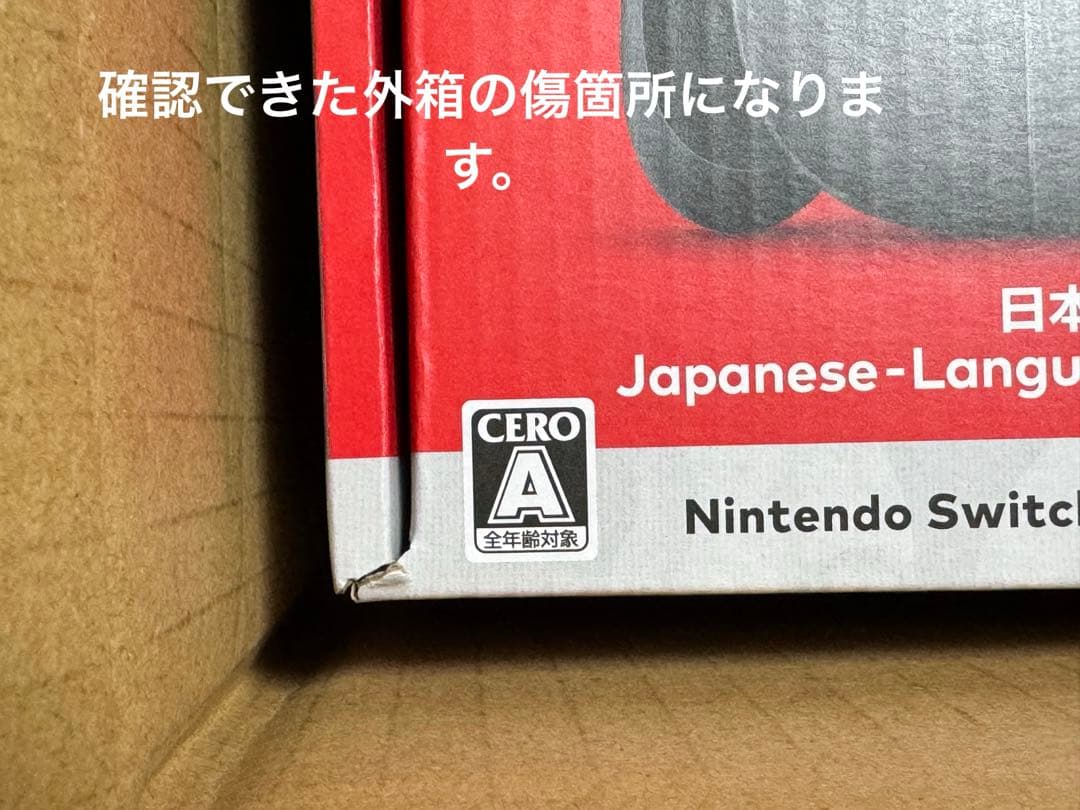 確認できた外箱の傷箇所になりま
す。
日本
Japanese-Langu
CERO
A
全年齢対象
Nintendo Switch